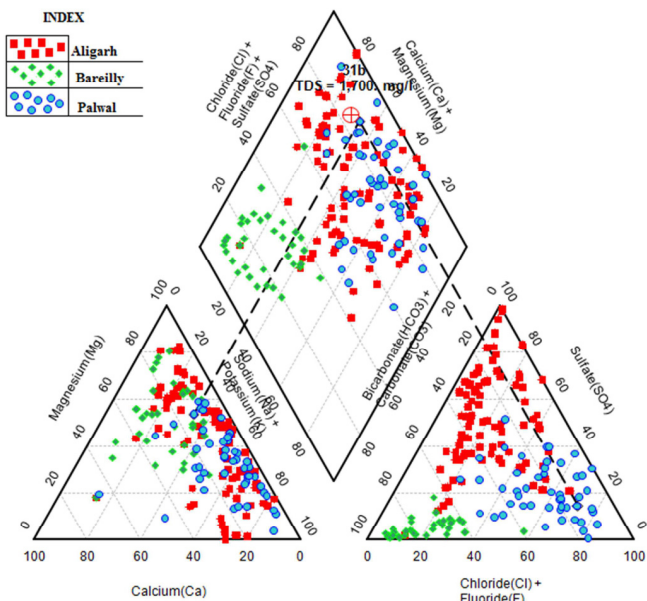 INDEX
Aligarh
Bareilly
Palwal
80
80
Chloride(Cl) +
Fluoride(F) +
Sulfate(SO4)
Calcium(Ca) +
Magnesium(Mg)
31b
TDS = 1,700. mg/l
60
60
40
40
20
20
Bicarbonate(HCO3) +
Carbonate(CO3)
20
20
40
40
60
60
80
80
100
0
Magnesium(Mg)
Sodium(Na) +
Potassium(K)
80
20
60
40
40
60
20
80
0
100
100
80
60
40
20
0
Calcium(Ca)
100
0
Sulfate(SO4)
80
20
60
40
40
60
20
80
100
0
0
20
40
60
80
100
Chloride(Cl) +
Fluoride(F)